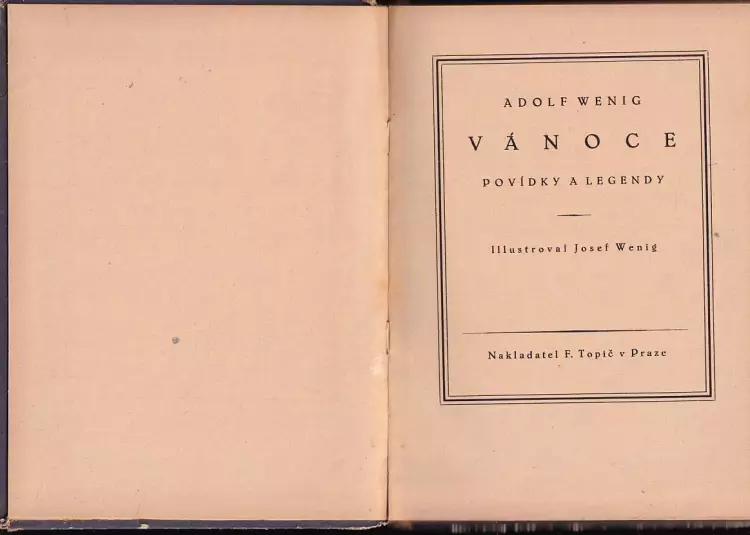 ADOLF WENIG
VÁNOCE
POVÍDKY A LEGENDY
Illustroval Josef Wenig
Nakladatel F. Topič v Praze